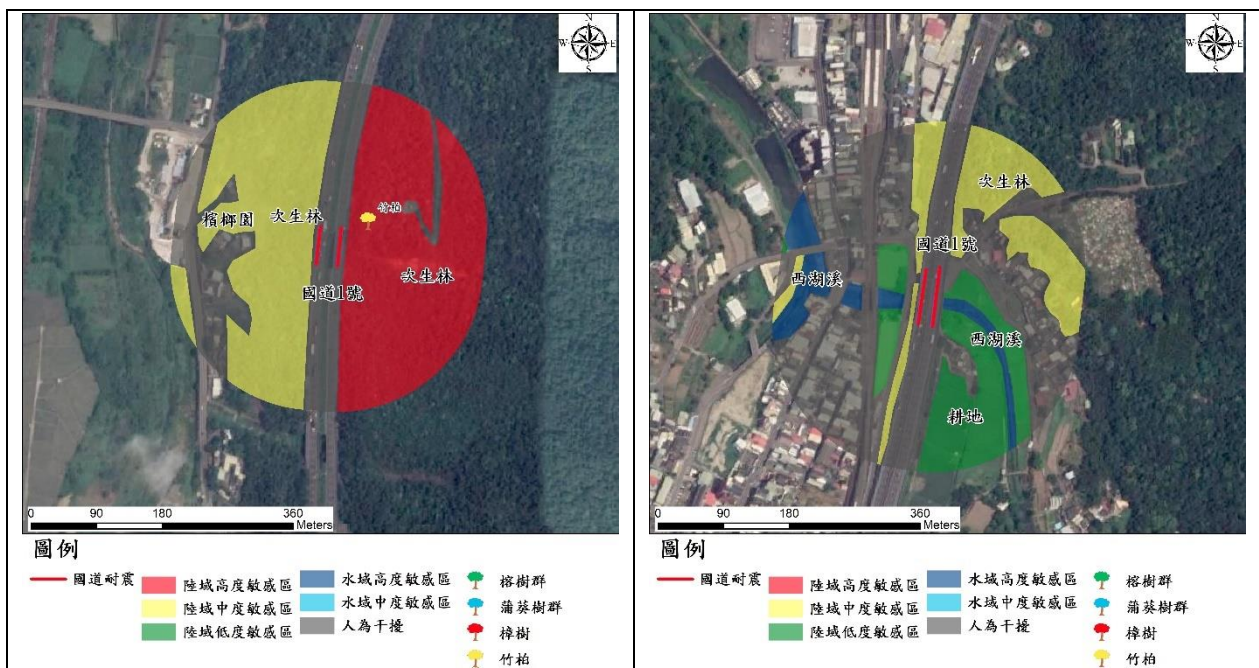 N
W E
S
檳榔園
次生林
竹柏
次生林
國道1號
0 90 180 360
Meters
圖例
國道耐震
陸域高度敏感區
陸域中度敏感區
陸域低度敏感區
水域高度敏感區
水域中度敏感區
人為干擾
榕樹群
蒲葵樹群
樟樹
竹柏
N
W E
S
次生林
國道1號
西湖溪
西湖溪
耕地
0 90 180 360
Meters
圖例
國道耐震
陸域高度敏感區
陸域中度敏感區
陸域低度敏感區
水域高度敏感區
水域中度敏感區
人為干擾
榕樹群
蒲葵樹群
樟樹
竹柏